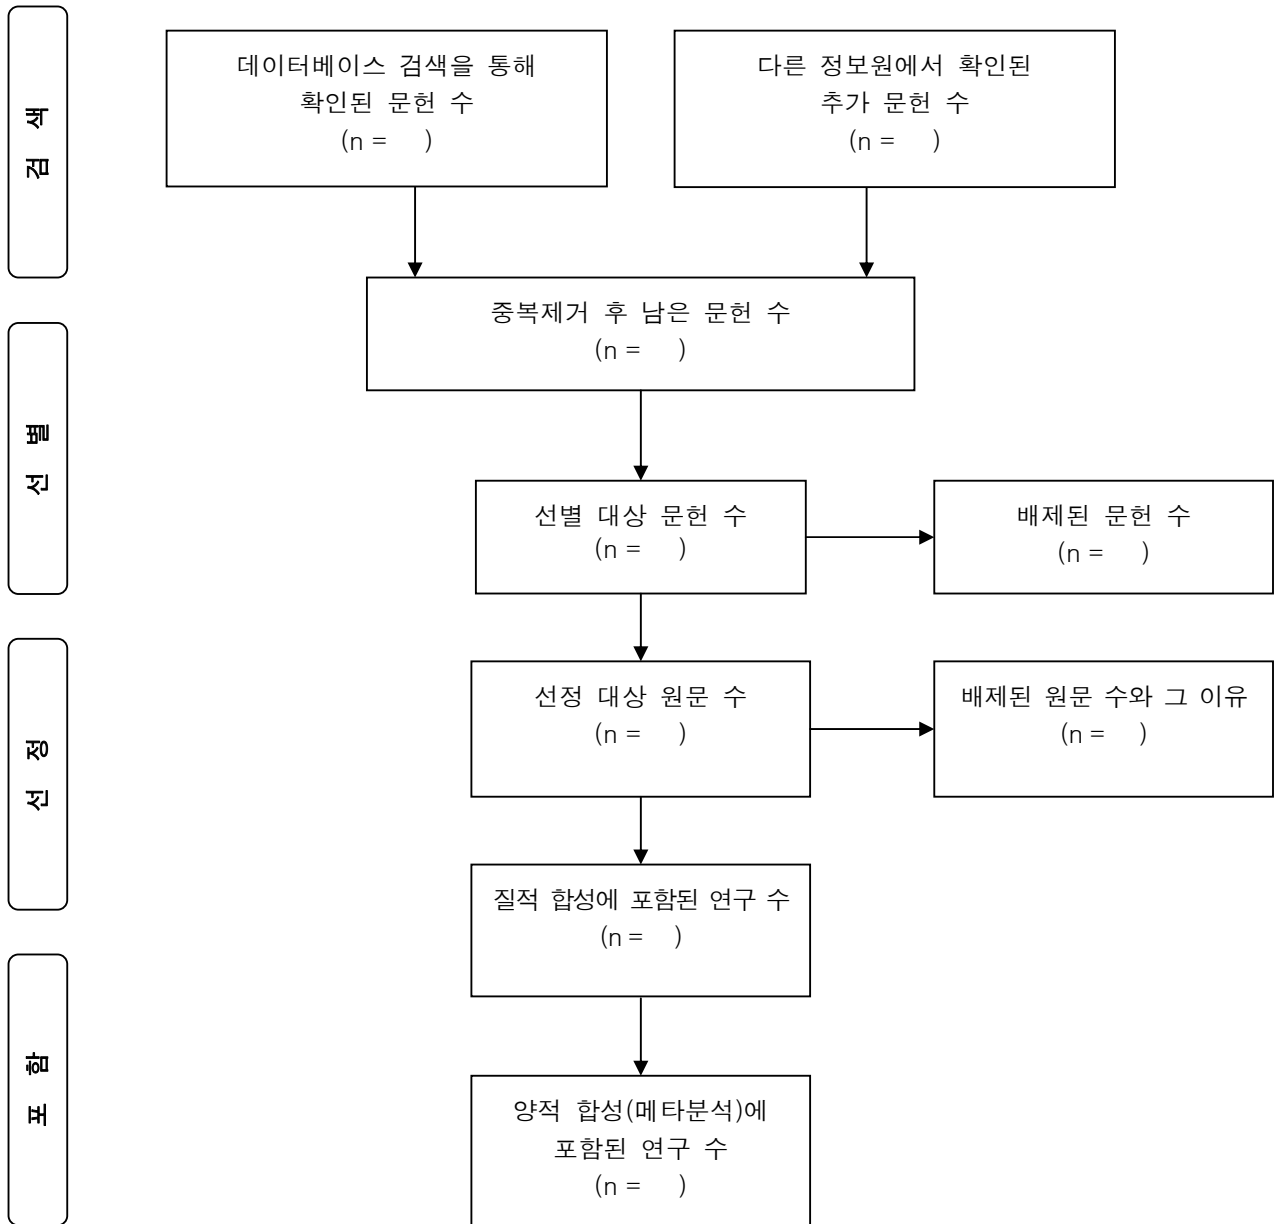 검 색
데이터베이스 검색을 통해
확인된 문헌 수
(n = )
다른 정보원에서 확인된
추가 문헌 수
(n = )
중복제거 후 남은 문헌 수
(n = )
선 별
선별 대상 문헌 수
(n = )
배제된 문헌 수
(n = )
선 정
선정 대상 원문 수
(n = )
배제된 원문 수와 그 이유
(n = )
질적 합성에 포함된 연구 수
(n = )
포 함
양적 합성(메타분석)에
포함된 연구 수
(n = )